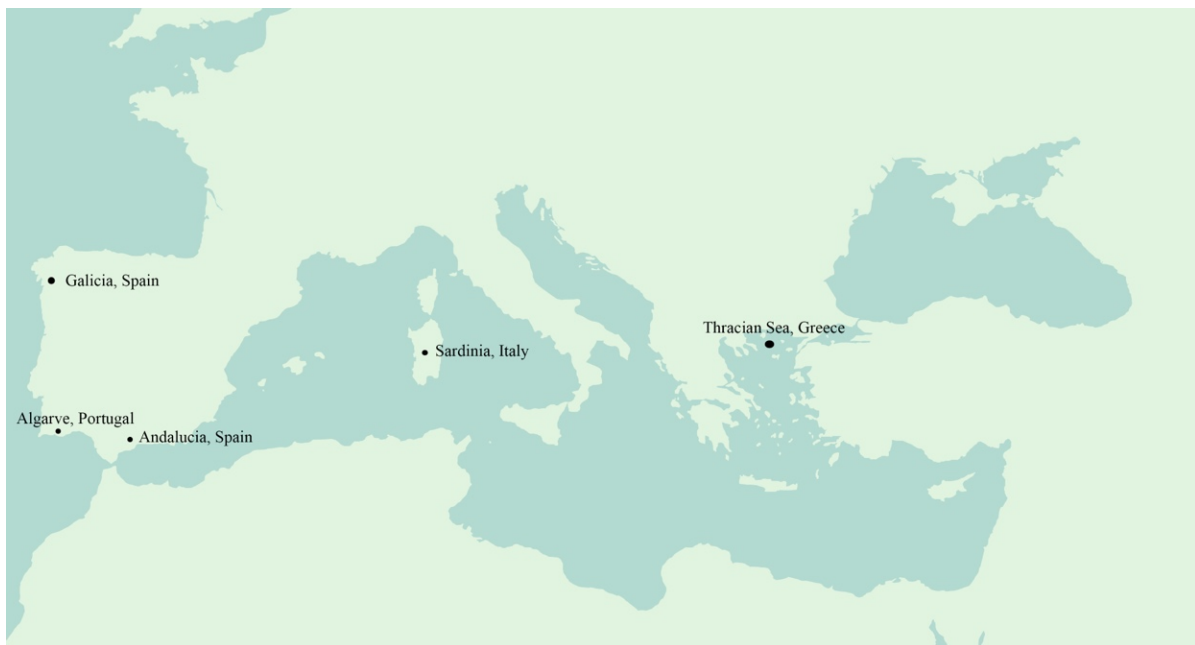 Galicia, Spain
Thracian Sea, Greece
Sardinia, Italy
Algarve, Portugal
Andalucia, Spain